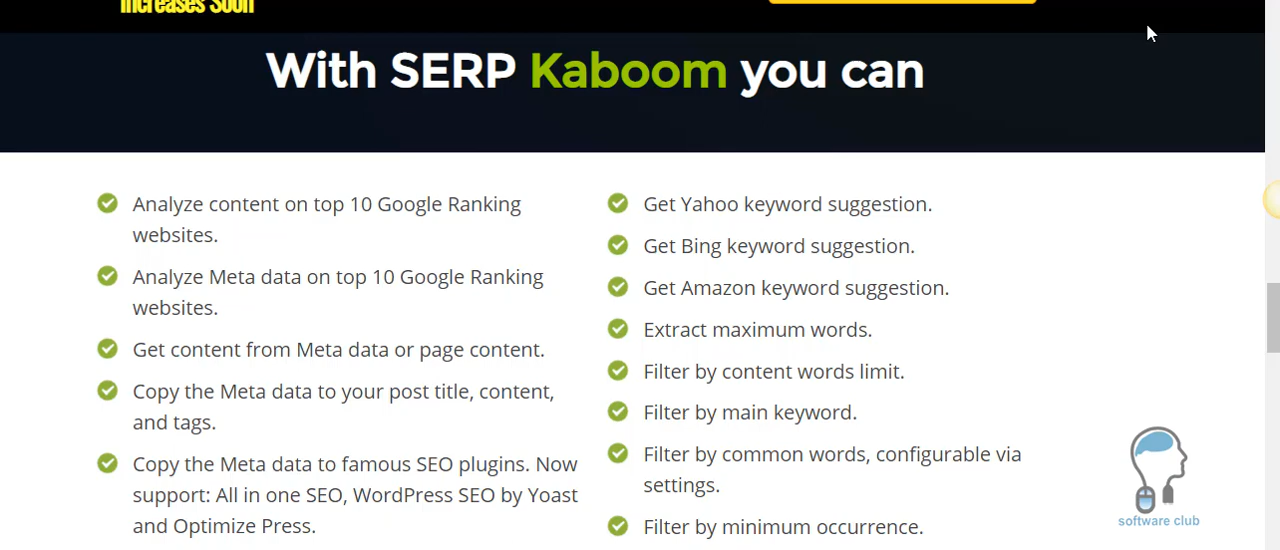 Increases Soon
With SERP Kaboom you can
Analyze content on top 10 Google Ranking
websites.
Analyze Meta data on top 10 Google Ranking
websites.
Get content from Meta data or page content.
Copy the Meta data to your post title, content,
and tags.
Copy the Meta data to famous SEO plugins. Now
support: All in one SEO, WordPress SEO by Yoast
and Optimize Press.
Get Yahoo keyword suggestion.
Get Bing keyword suggestion.
Get Amazon keyword suggestion.
Extract maximum words.
Filter by content words limit.
Filter by main keyword.
Filter by common words, configurable via
settings.
Filter by minimum occurrence.
software club